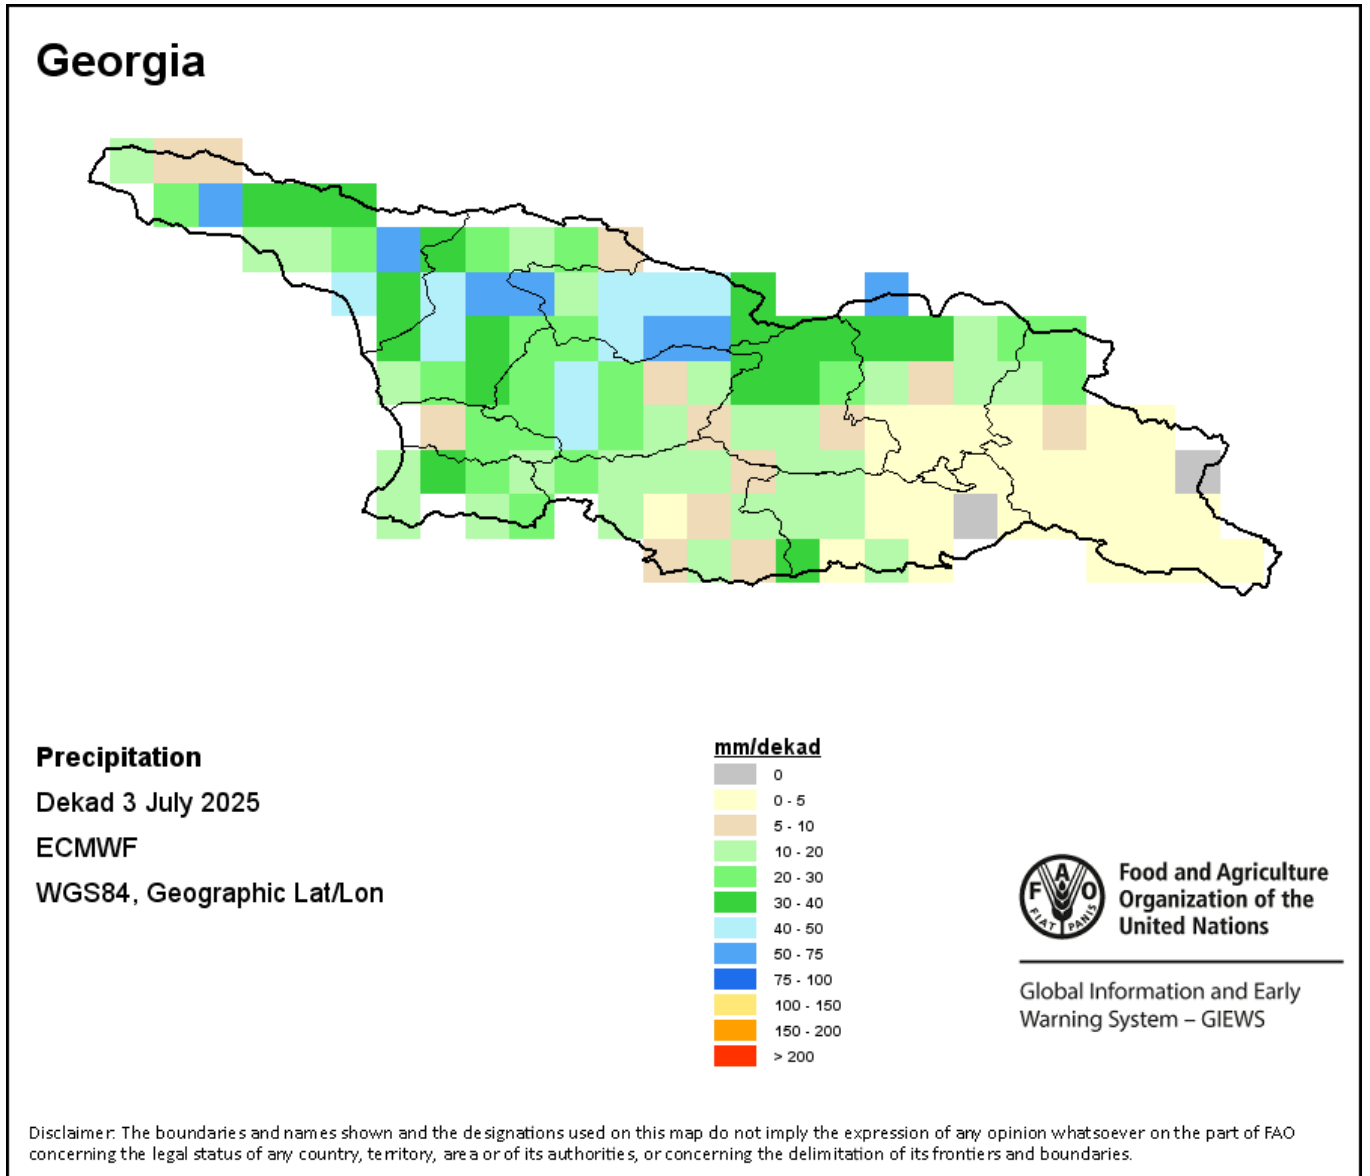 Georgia
Precipitation
Dekad 3 July 2025
ECMWF
WGS84, Geographic Lat/Lon
mm/dekad
0
0 - 5
5 - 10
10 - 20
20 - 30
30 - 40
40 - 50
50 - 75
75 - 100
100 - 150
150 - 200
> 200
F A O
FIAT PANIS
Food and Agriculture
Organization of the
United Nations
Global Information and Early
Warning System – GIEWS
Disclaimer: The boundaries and names shown and the designations used on this map do not imply the expression of any opinion whatsoever on the part of FAO
concerning the legal status of any country, territory, area or of its authorities, or concerning the delimitation of its frontiers and boundaries.